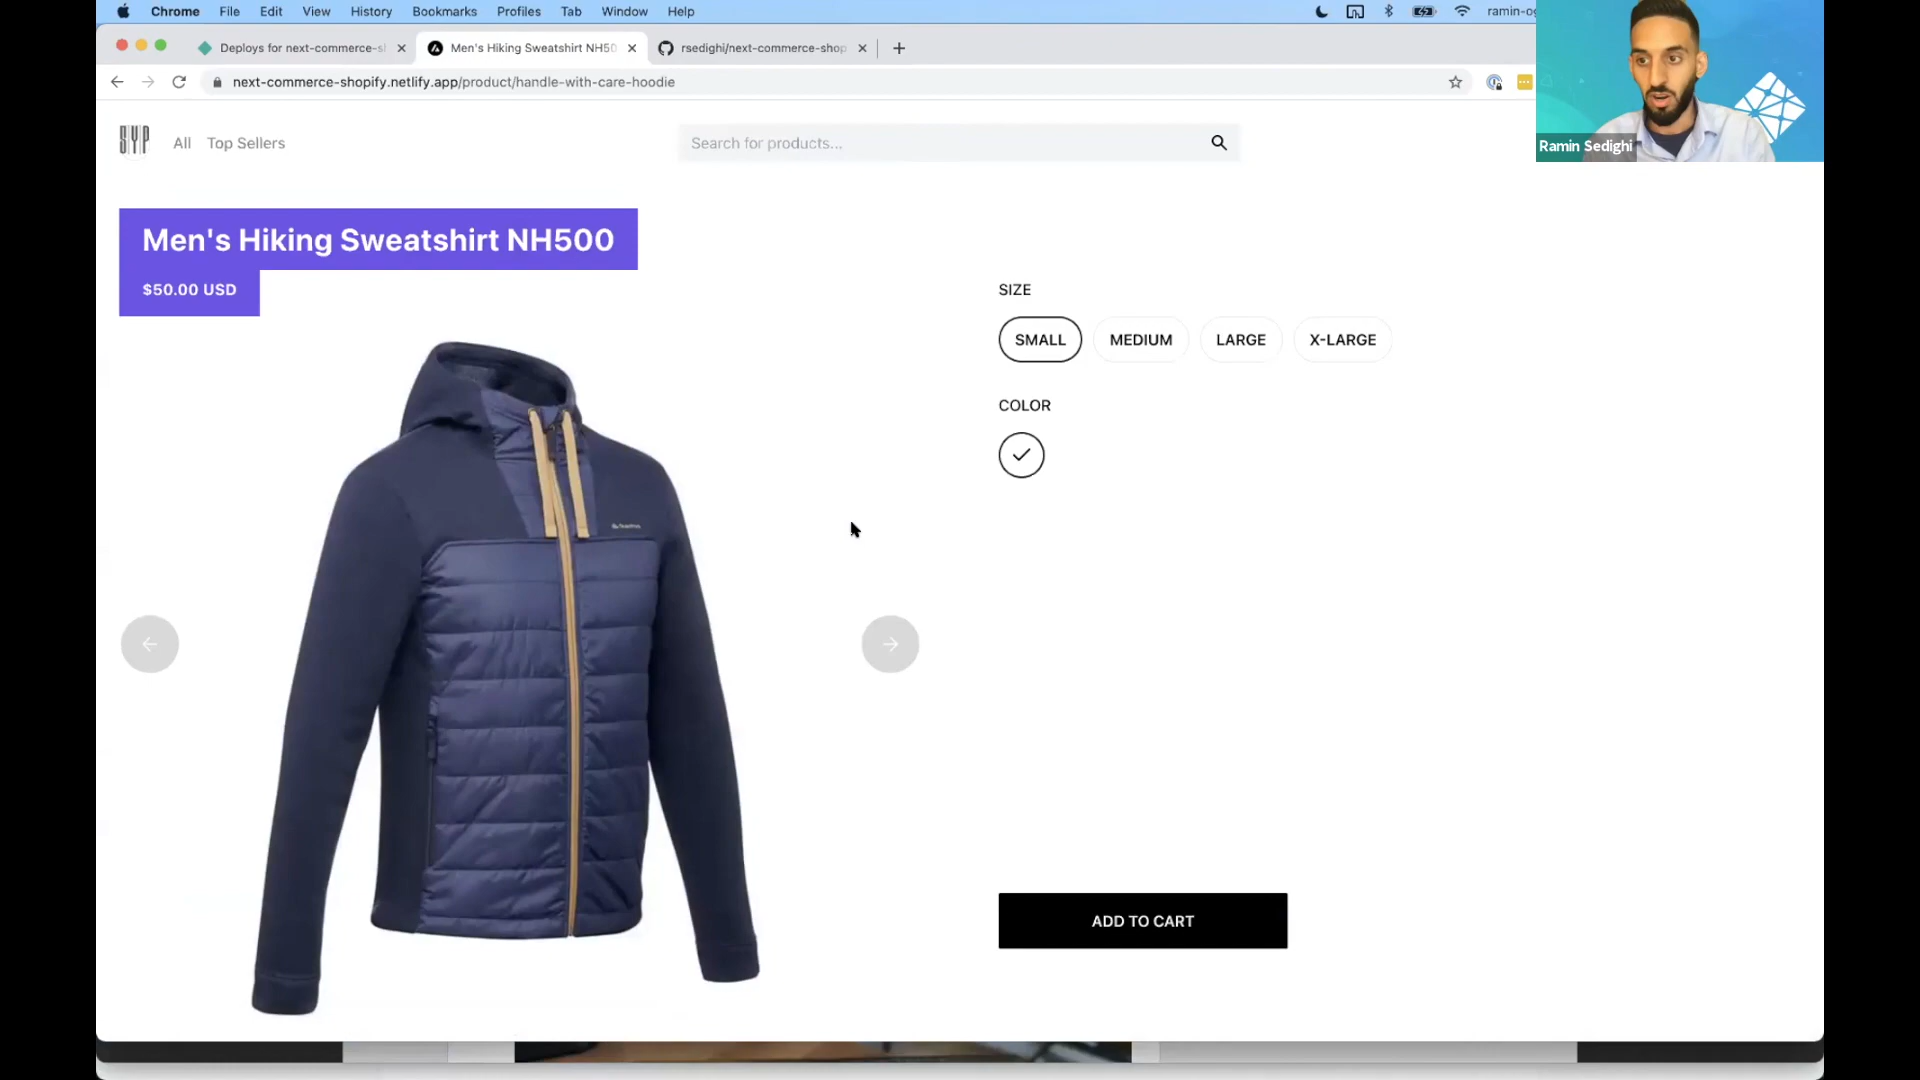 Chrome File Edit View History Bookmarks Profiles Tab Window Help
Deploys for next-commerce-s
Men's Hiking Sweatshirt NH50
rsedighi/next-commerce-shop
next-commerce-shopify.netlify.app/product/handle-with-care-hoodie
Ramin Sedighi
SYP All Top Sellers
Search for products...
Men's Hiking Sweatshirt NH500
$50.00 USD
SIZE
SMALL MEDIUM LARGE X-LARGE
COLOR
ADD TO CART